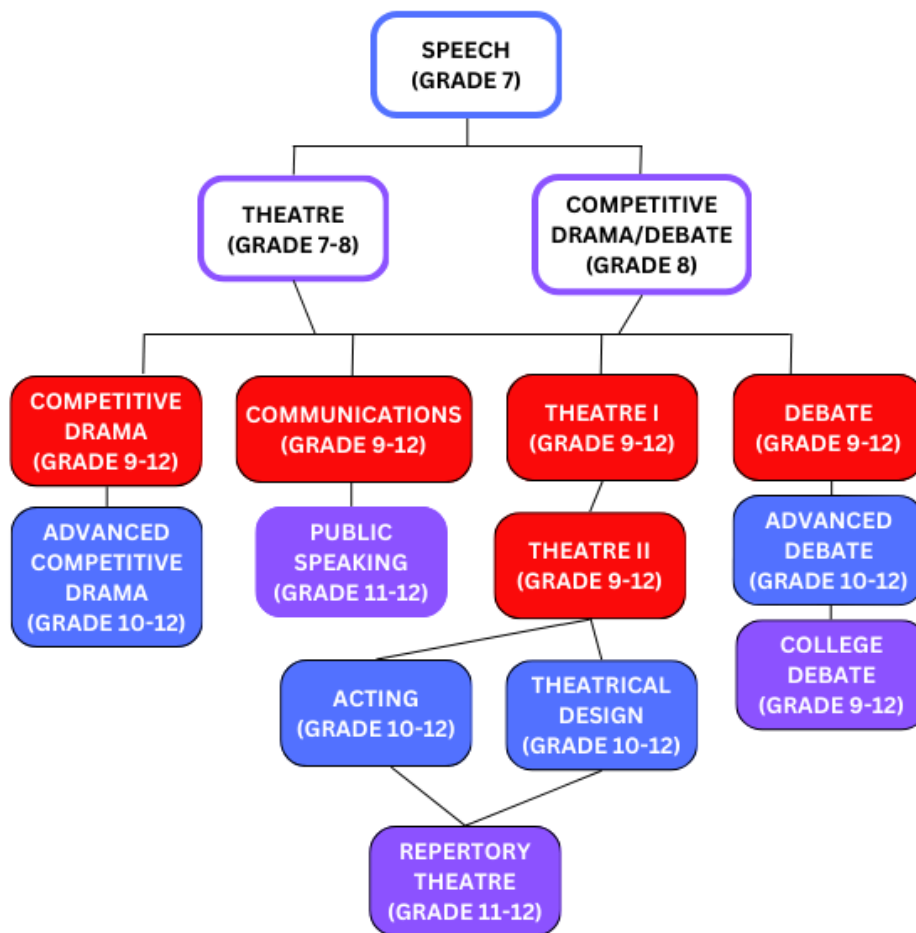 SPEECH
(GRADE 7)
THEATRE
(GRADE 7-8)
COMPETITIVE
DRAMA/DEBATE
(GRADE 8)
COMPETITIVE
DRAMA
(GRADE 9-12)
COMMUNICATIONS
(GRADE 9-12)
THEATRE I
(GRADE 9-12)
DEBATE
(GRADE 9-12)
ADVANCED
COMPETITIVE
DRAMA
(GRADE 10-12)
PUBLIC
SPEAKING
(GRADE 11-12)
THEATRE II
(GRADE 9-12)
ADVANCED
DEBATE
(GRADE 10-12)
ACTING
(GRADE 10-12)
THEATRICAL
DESIGN
(GRADE 10-12)
COLLEGE
DEBATE
(GRADE 9-12)
REPERTORY
THEATRE
(GRADE 11-12)